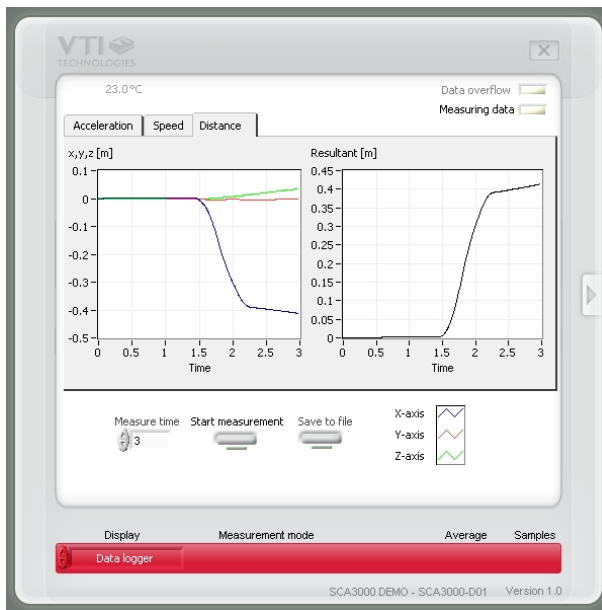 VTI
TECHNOLOGIES
23.0 °C
Data overflow
Measuring data
Acceleration Speed Distance
x,y,z [m]
0.1
0
-0.1
-0.2
-0.3
-0.4
-0.5
0 0.5 1 1.5 2 2.5 3
Time
Resultant [m]
0.45
0.4
0.35
0.3
0.25
0.2
0.15
0.1
0.05
0
0 0.5 1 1.5 2 2.5 3
Time
Measure time
3
Start measurement
Save to file
X-axis
Y-axis
Z-axis
Display Measurement mode Average Samples
Data logger
SCA3000 DEMO - SCA3000-D01 Version 1.0